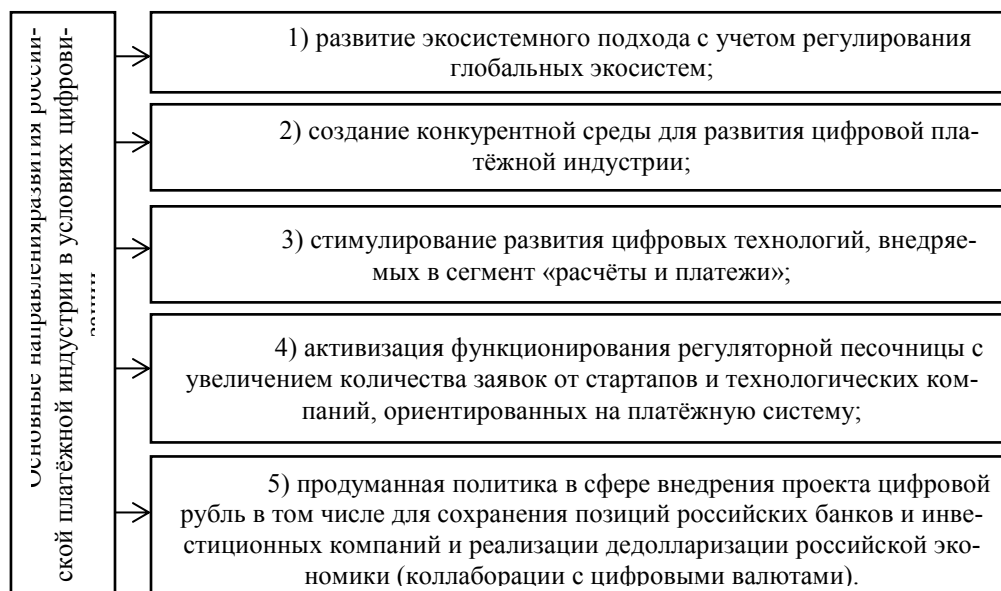 Основные направленияразвития россий-
ской платёжной индустрии в условиях цифрови-
зации
1) развитие экосистемного подхода с учетом регулирования
глобальных экосистем;
2) создание конкурентной среды для развития цифровой пла-
тёжной индустрии;
3) стимулирование развития цифровых технологий, внедряе-
мых в сегмент «расчёты и платежи»;
4) активизация функционирования регуляторной песочницы с
увеличением количества заявок от стартапов и технологических ком-
паний, ориентированных на платёжную систему;
5) продуманная политика в сфере внедрения проекта цифровой
рубль в том числе для сохранения позиций российских банков и инве-
стиционных компаний и реализации дедолларизации российской эко-
номики (коллаборации с цифровыми валютами).